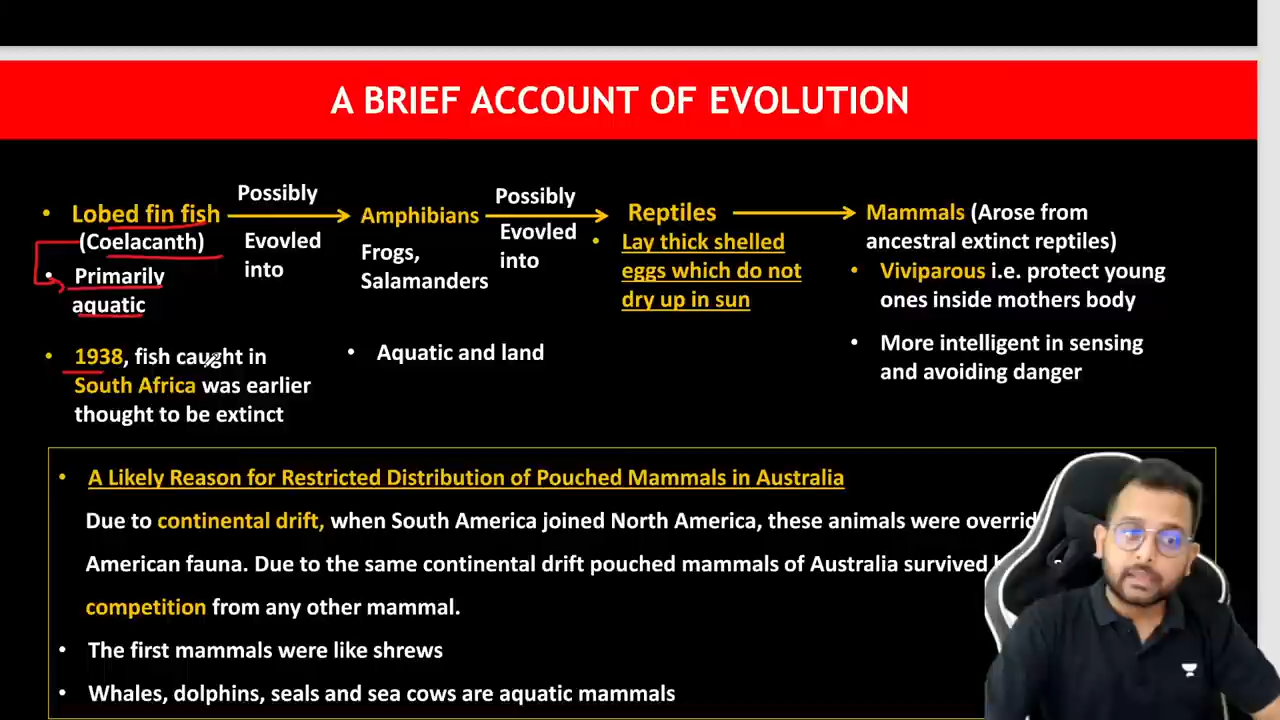 A BRIEF ACCOUNT OF EVOLUTION
• Lobed fin fish
(Coelacanth)
• Primarily
aquatic
• 1938, fish caught in
South Africa was earlier
thought to be extinct
Possibly
Evovled
into
Amphibians
Frogs,
Salamanders
• Aquatic and land
Possibly
Evovled
into
Reptiles
• Lay thick shelled
eggs which do not
dry up in sun
Mammals (Arose from
ancestral extinct reptiles)
• Viviparous i.e. protect young
ones inside mothers body
• More intelligent in sensing
and avoiding danger
• A Likely Reason for Restricted Distribution of Pouched Mammals in Australia
Due to continental drift, when South America joined North America, these animals were
American fauna. Due to the same continental drift pouched mammals of Australia survived
competition from any other mammal.
• The first mammals were like shrews
• Whales, dolphins, seals and sea cows are aquatic mammals